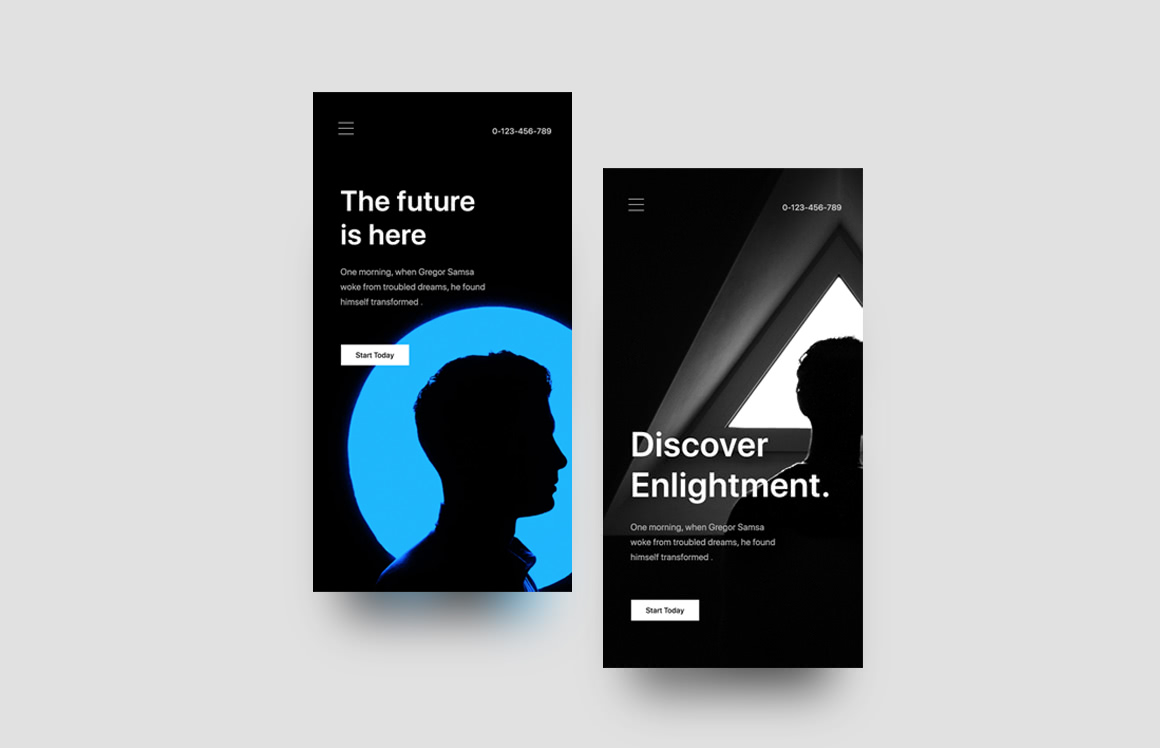 0-123-456-789
The future
is here
One morning, when Gregor Samsa
woke from troubled dreams, he found
himself transformed .
Start Today
0-123-456-789
Discover
Enlightment.
One morning, when Gregor Samsa
woke from troubled dreams, he found
himself transformed .
Start Today